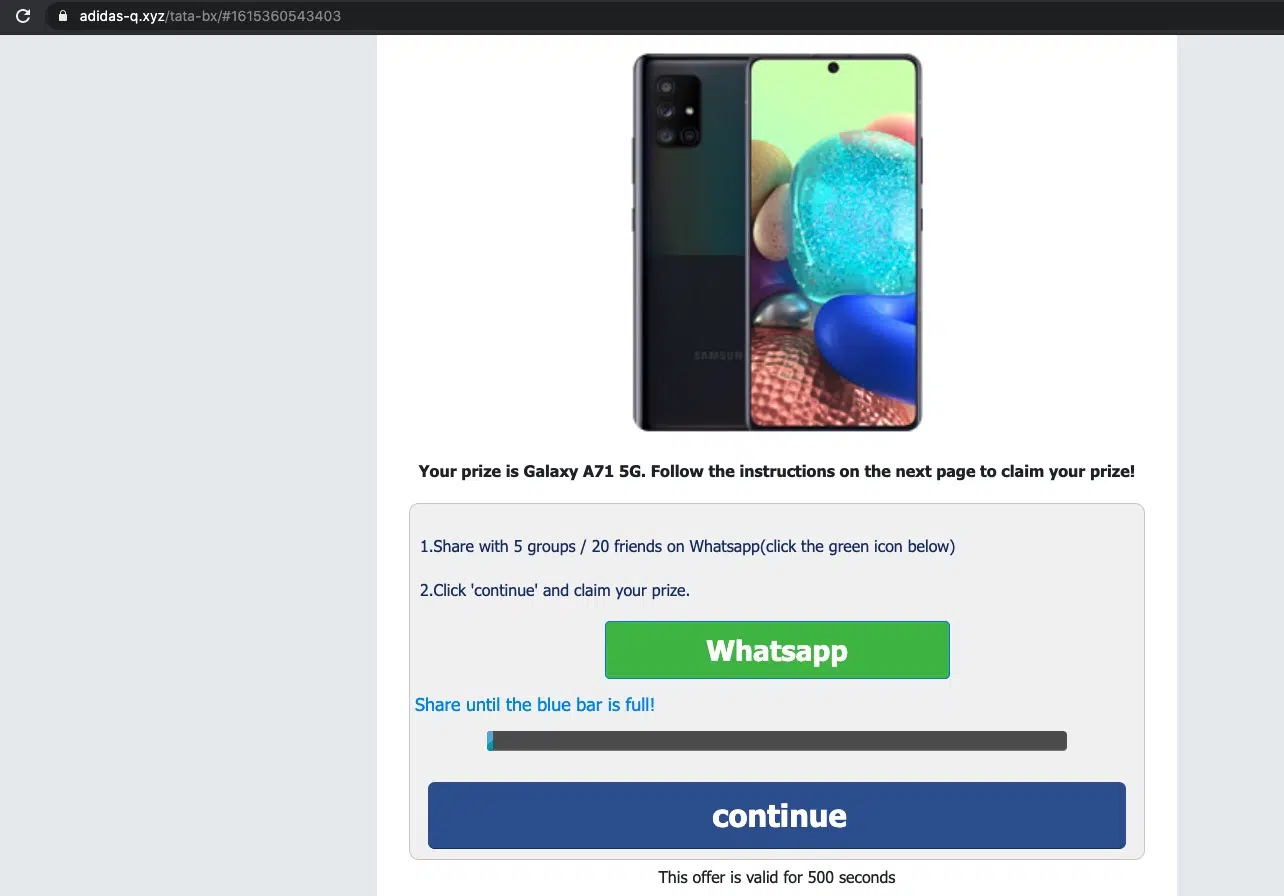 adidas-q.xyz/tata-bx/#1615360543403
SAMSUN
Your prize is Galaxy A71 5G. Follow the instructions on the next page to claim your prize!
1.Share with 5 groups / 20 friends on Whatsapp(click the green icon below)
2.Click 'continue' and claim your prize.
Whatsapp
Share until the blue bar is full!
continue
This offer is valid for 500 seconds